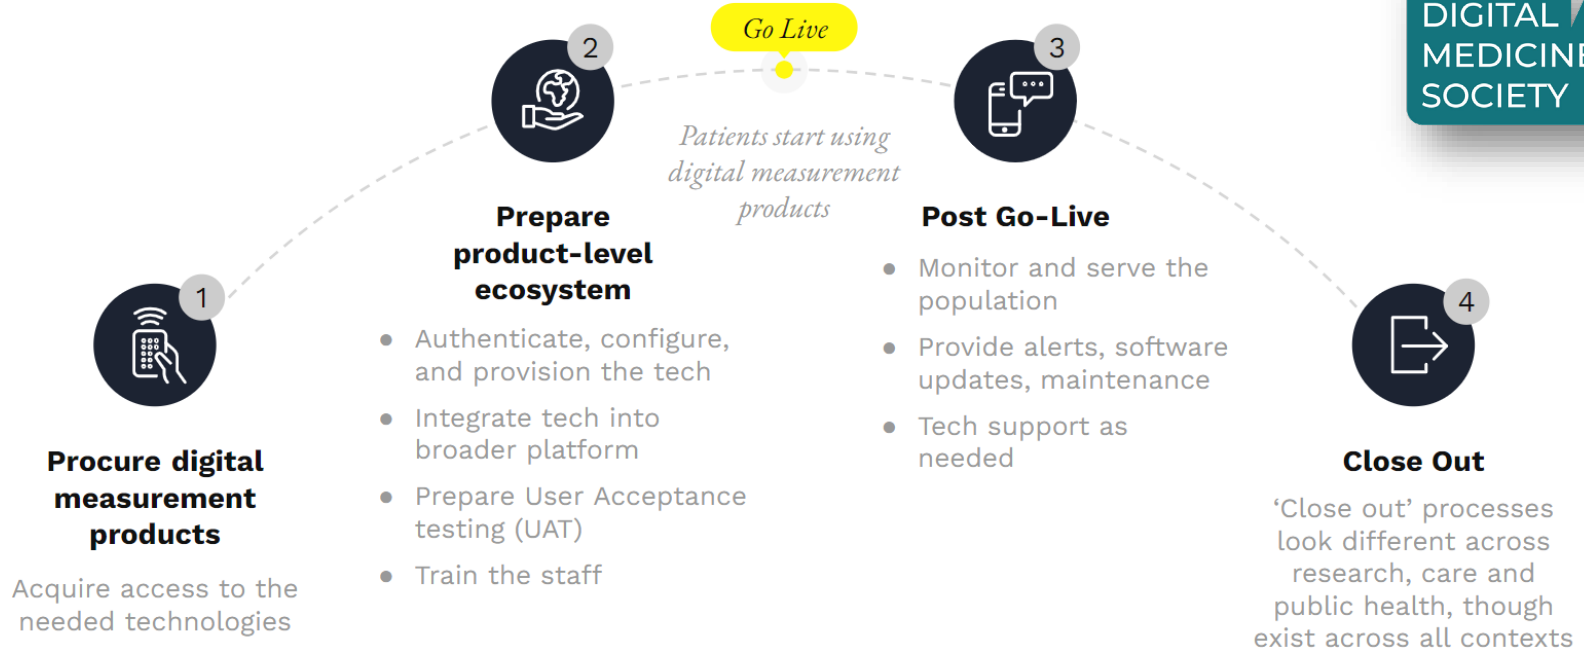 DIGITAL
MEDICINE
SOCIETY
1
Procure digital
measurement
products
Acquire access to the
needed technologies
2
Prepare
product-level
ecosystem
● Authenticate, configure,
and provision the tech
● Integrate tech into
broader platform
● Prepare User Acceptance
testing (UAT)
● Train the staff
Go Live
Patients start using
digital measurement
products
3
Post Go-Live
● Monitor and serve the
population
● Provide alerts, software
updates, maintenance
● Tech support as
needed
4
Close Out
‘Close out’ processes
look different across
research, care and
public health, though
exist across all contexts